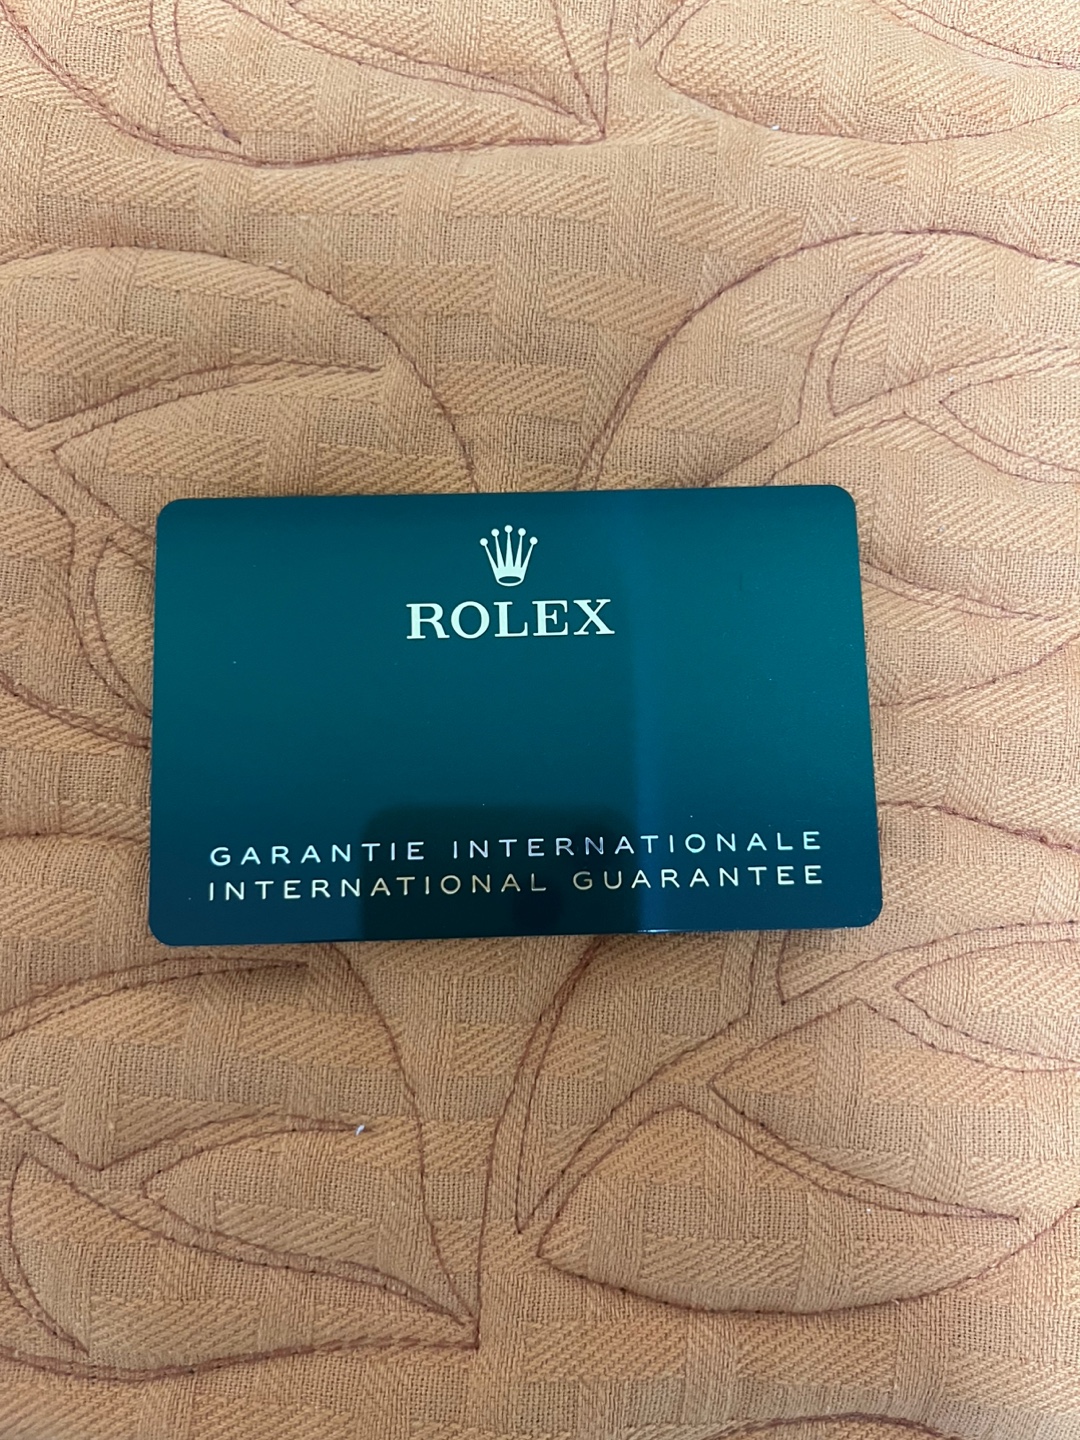 ROLEX
GARANTIE INTERNATIONALE
INTERNATIONAL GUARANTEE